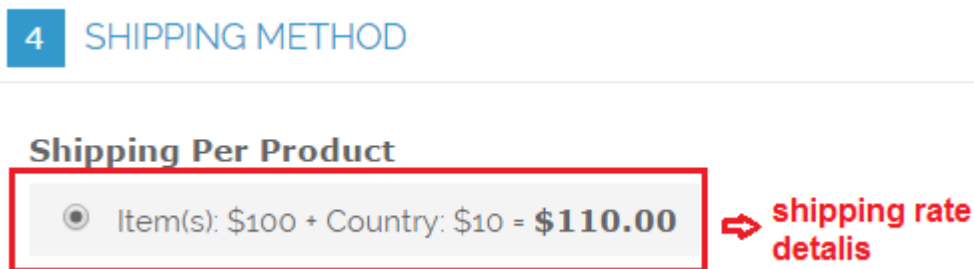 4 SHIPPING METHOD
Shipping Per Product
Item(s): $100 + Country: $10 = $110.00
shipping rate
detalis